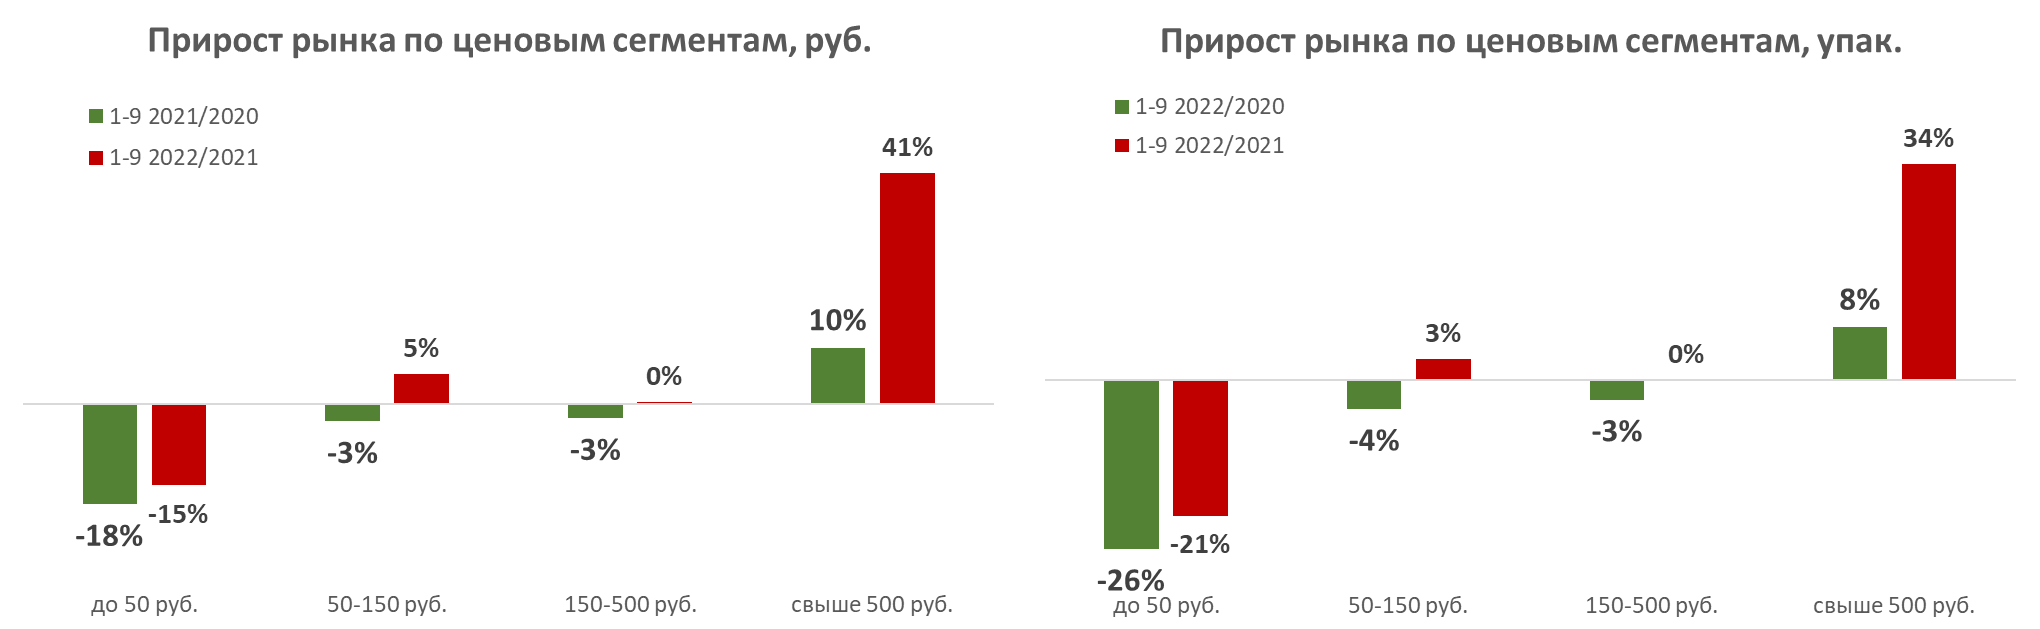 Прирост рынка по ценовым сегментам, руб.
1-9 2021/2020
1-9 2022/2021
41%
10%
5%
0%
-3%
-3%
-15%
-18%
до 50 руб.
50-150 руб.
150-500 руб.
свыше 500 руб.
Прирост рынка по ценовым сегментам, упак.
1-9 2022/2020
1-9 2022/2021
34%
8%
3%
0%
-3%
-4%
-21%
-26%
до 50 руб.
50-150 руб.
150-500 руб.
свыше 500 руб.